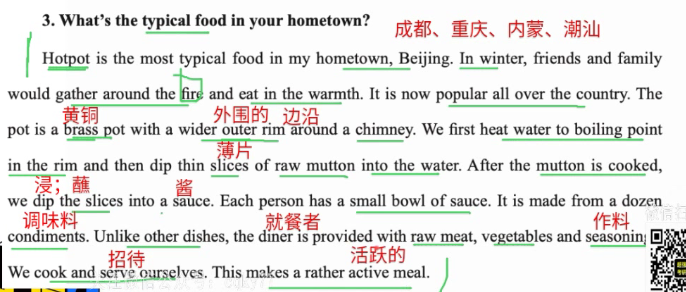 3. What's the typical food in your hometown?
成都、重庆、内蒙、潮汕
Hotpot is the most typical food in my hometown, Beijing. In winter, friends and family
would gather around the fire and eat in the warmth. It is now popular all over the country. The
黄铜 外围的 边沿
pot is a brass pot with a wider outer rim around a chimney. We first heat water to boiling point
薄片
in the rim and then dip thin slices of raw mutton into the water. After the mutton is cooked,
浸；蘸 酱
we dip the slices into a sauce. Each person has a small bowl of sauce. It is made from a dozen
调味料 就餐者 作料
condiments. Unlike other dishes, the diner is provided with raw meat, vegetables and seasoning
招待 活跃的
We cook and serve ourselves. This makes a rather active meal.